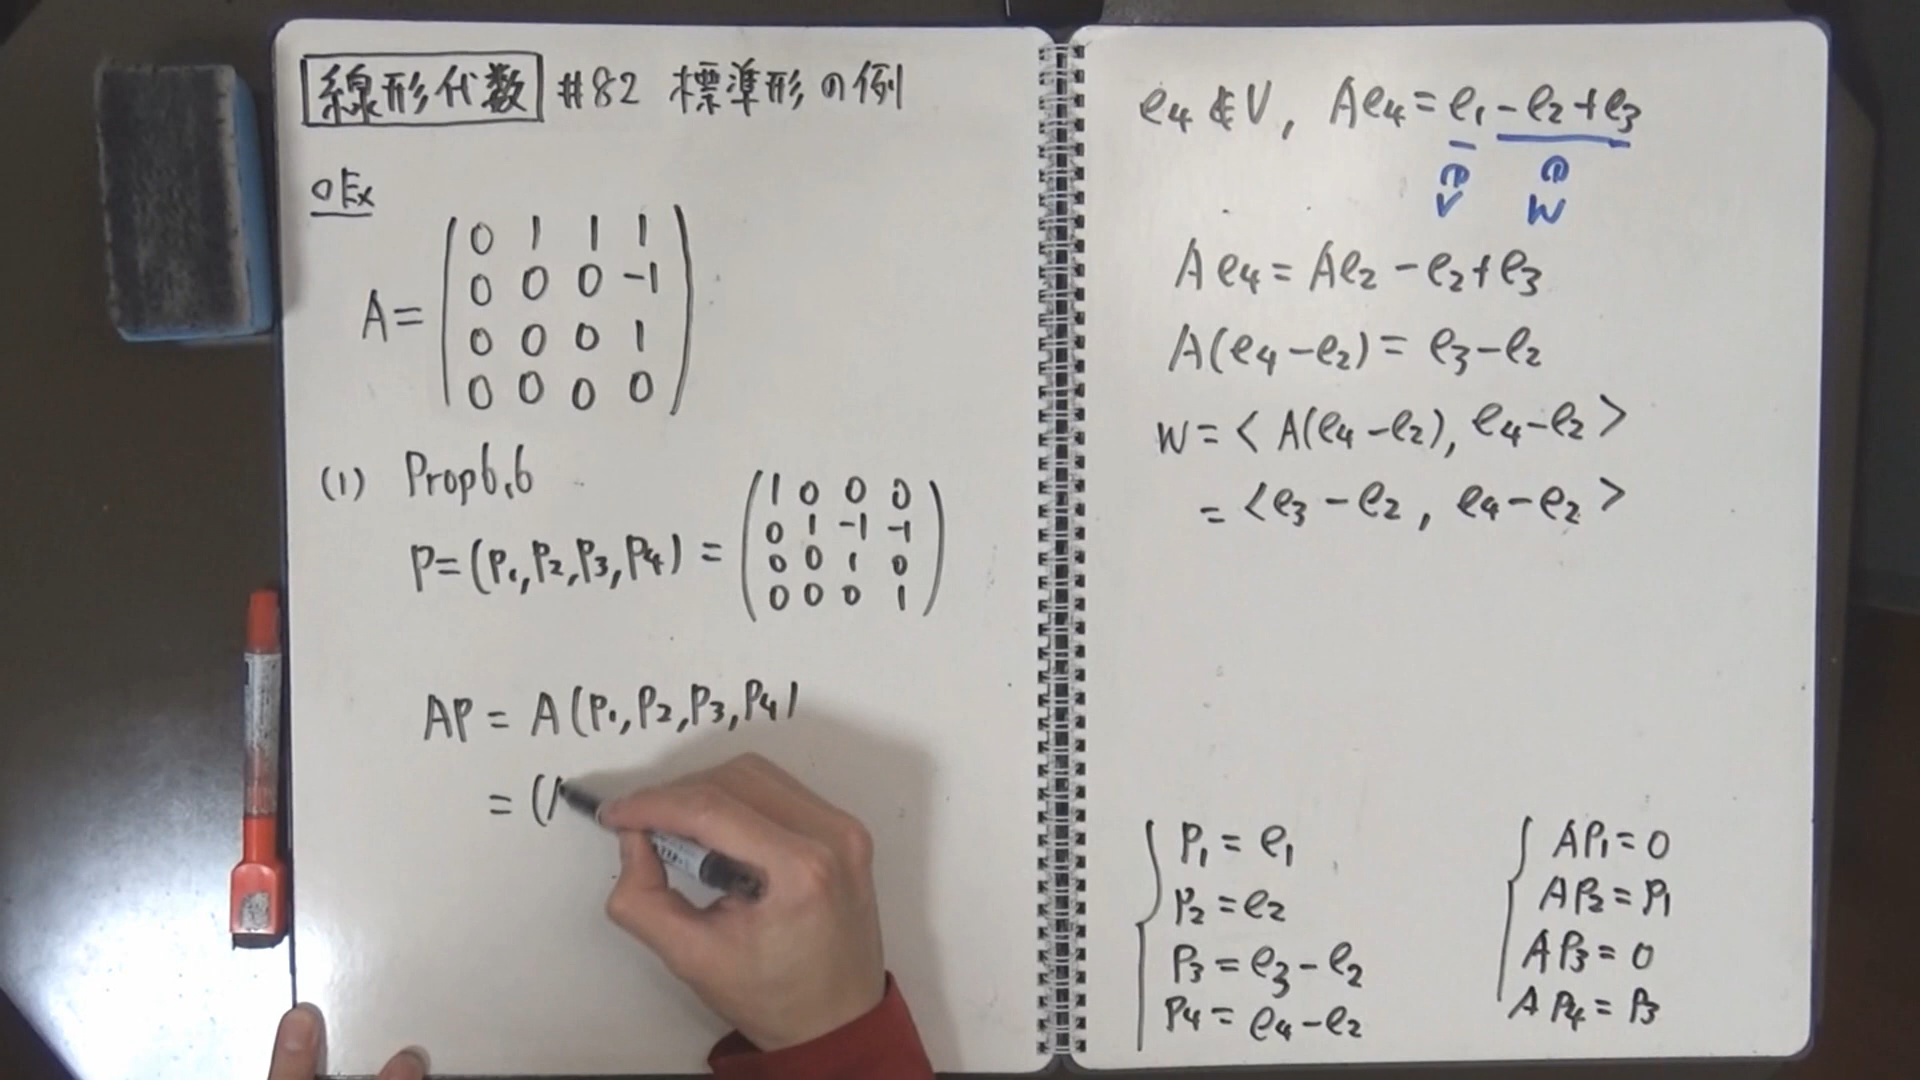 線形代数 #82 標準形の例
○Ex
A= ( 0 1 1 1
0 0 0 -1
0 0 0 1
0 0 0 0 )
(1) Prop6.6
P=(P₁,P₂,P₃,P₄) = ( 1 0 0 0
0 1 -1 -1
0 0 1 0
0 0 0 1 )
AP = A(P₁,P₂,P₃,P₄)
= (
e₄∉V, Ae₄=e₁-e₂+e₃
V W
Ae₄=Ae₂-e₂+e₃
A(e₄-e₂)=e₃-e₂
W=<A(e₄-e₂), e₄-e₂>
=<e₃-e₂, e₄-e₂>
P₁=e₁
P₂=e₂
P₃=e₃-e₂
P₄=e₄-e₂
AP₁=0
AP₂=P₁
AP₃=0
AP₄=P₃